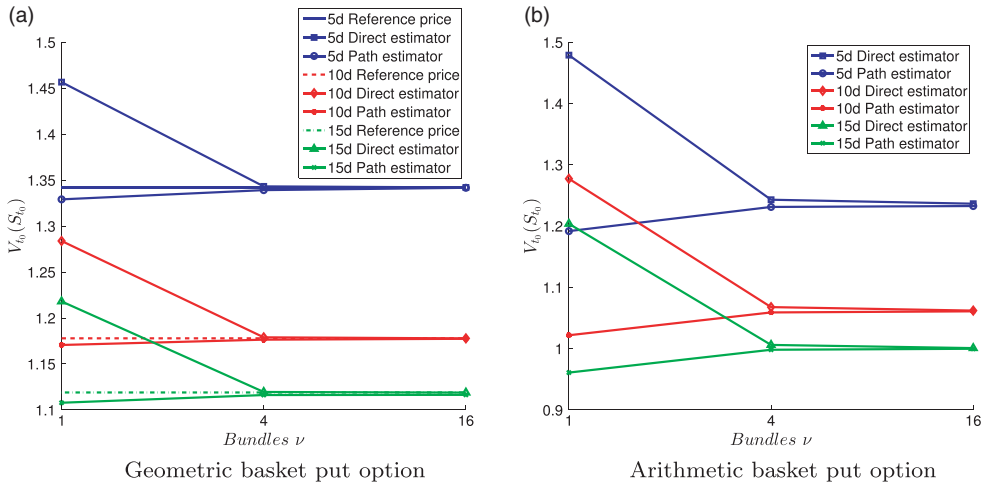 (a)
5d Reference price
5d Direct estimator
5d Path estimator
10d Reference price
10d Direct estimator
10d Path estimator
15d Reference price
15d Direct estimator
15d Path estimator
1.5
1.45
1.4
1.35
1.3
1.25
1.2
1.15
1.1
V_{t_0}(S_{t_0})
1 4 16
Bundles ν
Geometric basket put option
(b)
5d Direct estimator
5d Path estimator
10d Direct estimator
10d Path estimator
15d Direct estimator
15d Path estimator
1.5
1.4
1.3
1.2
1.1
1
0.9
V_{t_0}(S_{t_0})
1 4 16
Bundles ν
Arithmetic basket put option